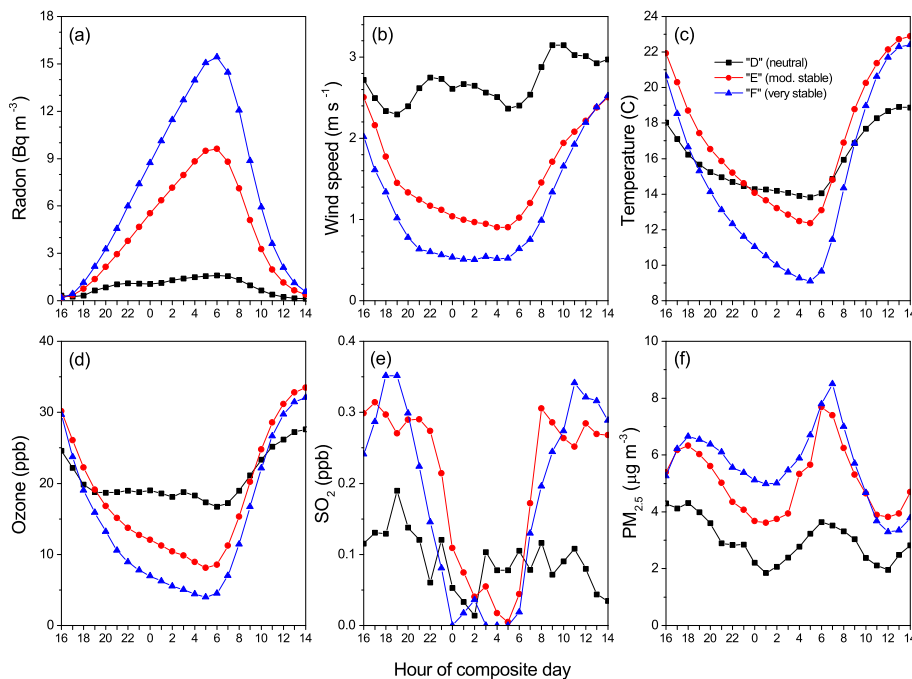 (a)
Radon (Bq m⁻³)
18
15
12
9
6
3
0
16 18 20 22 0 2 4 6 8 10 12 14
(b)
Wind speed (m s⁻¹)
3
2
1
0
16 18 20 22 0 2 4 6 8 10 12 14
(c)
"D" (neutral)
"E" (mod. stable)
"F" (very stable)
Temperature (C)
24
22
20
18
16
14
12
10
8
16 18 20 22 0 2 4 6 8 10 12 14
(d)
Ozone (ppb)
40
30
20
10
0
16 18 20 22 0 2 4 6 8 10 12 14
(e)
SO₂ (ppb)
0.4
0.3
0.2
0.1
0.0
16 18 20 22 0 2 4 6 8 10 12 14
(f)
PM₂.₅ (µg m⁻³)
10
8
6
4
2
0
16 18 20 22 0 2 4 6 8 10 12 14
Hour of composite day